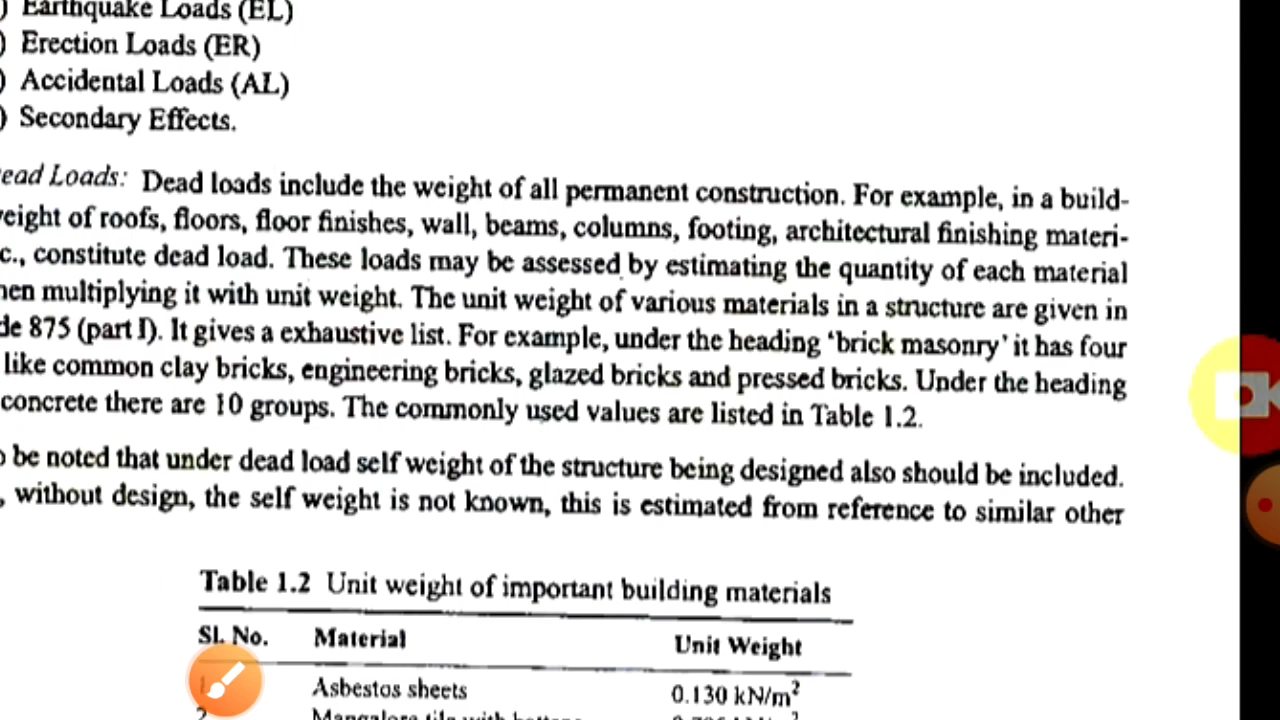 ) Earthquake Loads (EL)
) Erection Loads (ER)
) Accidental Loads (AL)
) Secondary Effects.
ead Loads: Dead loads include the weight of all permanent construction. For example, in a build-
eight of roofs, floors, floor finishes, wall, beams, columns, footing, architectural finishing materi-
c., constitute dead load. These loads may be assessed by estimating the quantity of each material
hen multiplying it with unit weight. The unit weight of various materials in a structure are given in
de 875 (part I). It gives a exhaustive list. For example, under the heading ‘brick masonry’ it has four
like common clay bricks, engineering bricks, glazed bricks and pressed bricks. Under the heading
concrete there are 10 groups. The commonly used values are listed in Table 1.2.
o be noted that under dead load self weight of the structure being designed also should be included.
, without design, the self weight is not known, this is estimated from reference to similar other
Table 1.2 Unit weight of important building materials
Sl. No. Material Unit Weight
Asbestos sheets 0.130 kN/m²
2 Mangalore tile with